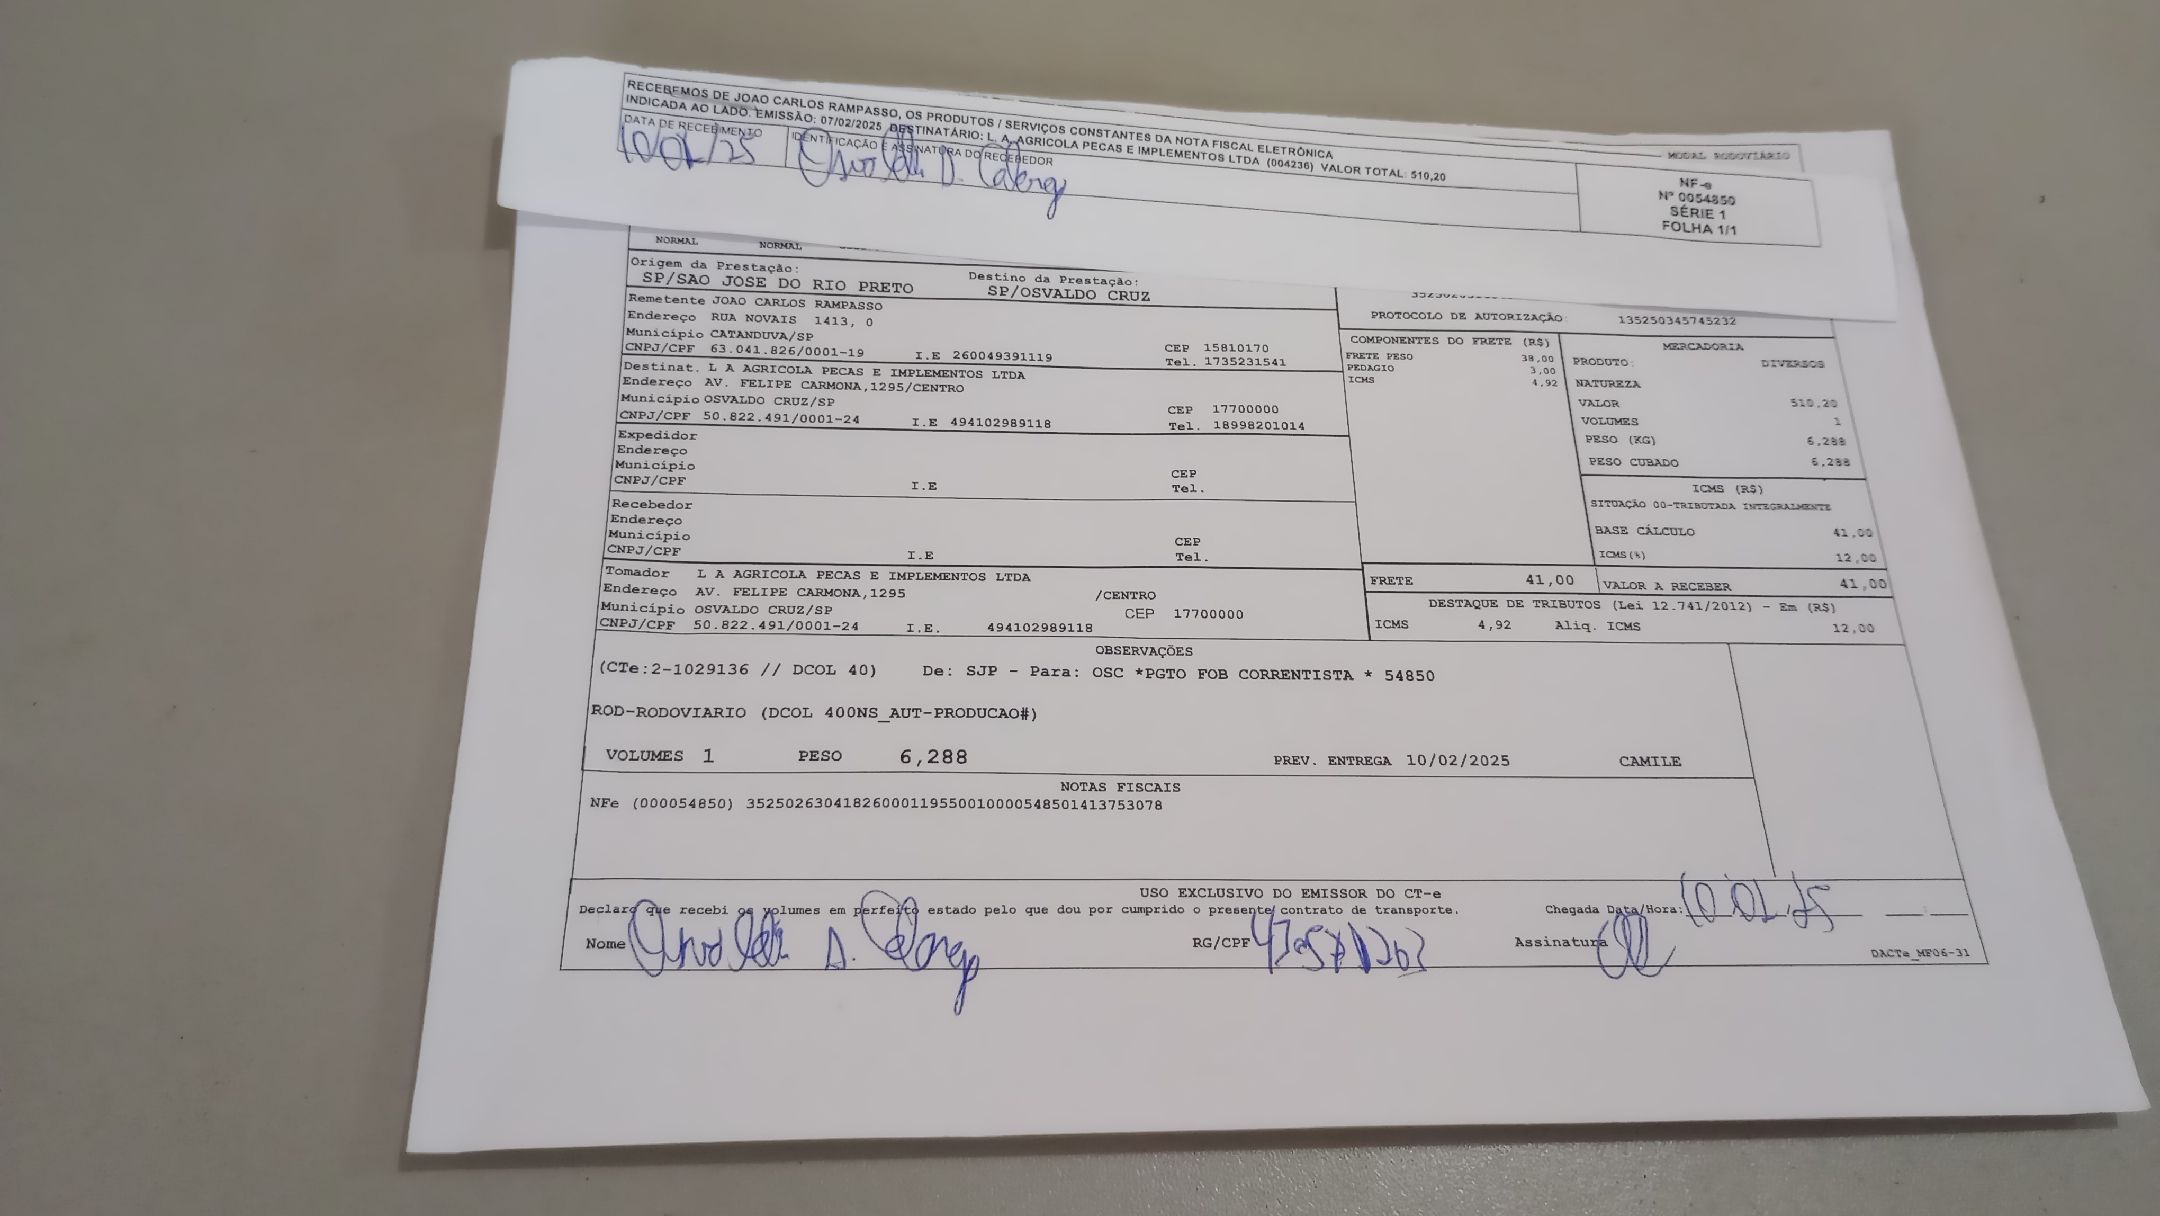 RECEBEMOS DE JOAO CARLOS RAMPASSO, OS PRODUTOS / SERVIÇOS CONSTANTES DA NOTA FISCAL ELETRÔNICA
INDICADA AO LADO. EMISSÃO: 07/02/2025 DESTINATÁRIO: L. A. AGRICOLA PECAS E IMPLEMENTOS LTDA (004236) VALOR TOTAL: 510,20
DATA DE RECEBIMENTO IDENTIFICAÇÃO E ASSINATURA DO RECEBEDOR
MODAL RODOVIÁRIO
NF-e
N° 0054850
SÉRIE 1
FOLHA 1/1
NORMAL NORMAL
Origem da Prestação: Destino da Prestação:
SP/SAO JOSE DO RIO PRETO SP/OSVALDO CRUZ
Remetente JOAO CARLOS RAMPASSO
Endereço RUA NOVAIS 1413, 0
Município CATANDUVA/SP CEP 15810170
CNPJ/CPF 63.041.826/0001-19 I.E 260049391119 Tel. 1735231541
Destinat. L A AGRICOLA PECAS E IMPLEMENTOS LTDA
Endereço AV. FELIPE CARMONA,1295/CENTRO
Município OSVALDO CRUZ/SP CEP 17700000
CNPJ/CPF 50.822.491/0001-24 I.E 494102989118 Tel. 18998201014
Expedidor
Endereço
Município CEP
CNPJ/CPF I.E Tel.
Recebedor
Endereço
Município CEP
CNPJ/CPF I.E Tel.
Tomador L A AGRICOLA PECAS E IMPLEMENTOS LTDA
Endereço AV. FELIPE CARMONA,1295 /CENTRO
Município OSVALDO CRUZ/SP CEP 17700000
CNPJ/CPF 50.822.491/0001-24 I.E. 494102989118
PROTOCOLO DE AUTORIZAÇÃO: 135250345745232
COMPONENTES DO FRETE (R$)
FRETE PESO 38,00
PEDAGIO 3,00
ICMS 4,92
MERCADORIA
PRODUTO: DIVERSOS
NATUREZA
VALOR 510,20
VOLUMES 1
PESO (KG) 6,288
PESO CUBADO 6,288
ICMS (R$)
SITUAÇÃO 00-TRIBUTADA INTEGRALMENTE
BASE CÁLCULO 41,00
ICMS(%) 12,00
FRETE 41,00 VALOR A RECEBER 41,00
DESTAQUE DE TRIBUTOS (Lei 12.741/2012) - Em (R$)
ICMS 4,92 Aliq. ICMS 12,00
OBSERVAÇÕES
(CTe:2-1029136 // DCOL 40) De: SJP - Para: OSC *PGTO FOB CORRENTISTA * 54850
ROD-RODOVIARIO (DCOL 400NS_AUT-PRODUCAO#)
VOLUMES 1 PESO 6,288 PREV. ENTREGA 10/02/2025 CAMILE
NOTAS FISCAIS
NFe (000054850) 35250263041826000119550010000548501413753078
USO EXCLUSIVO DO EMISSOR DO CT-e
Declaro que recebi os volumes em perfeito estado pelo que dou por cumprido o presente contrato de transporte. Chegada Data/Hora:
Nome RG/CPF Assinatura
DACTe_MF06-31